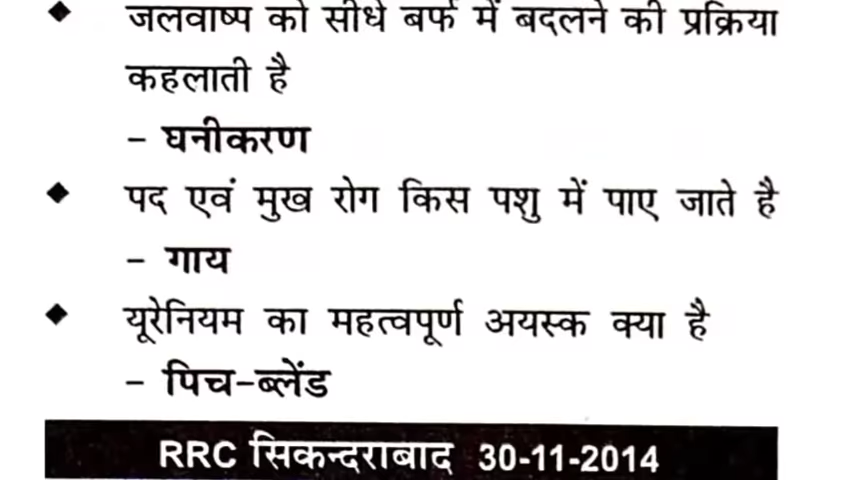 ◆ जलवाष्प को सीधे बर्फ में बदलने की प्रक्रिया
कहलाती है
– घनीकरण
◆ पद एवं मुख रोग किस पशु में पाए जाते है
– गाय
◆ यूरेनियम का महत्वपूर्ण अयस्क क्या है
– पिच–ब्लेंड
RRC सिकन्दराबाद 30-11-2014